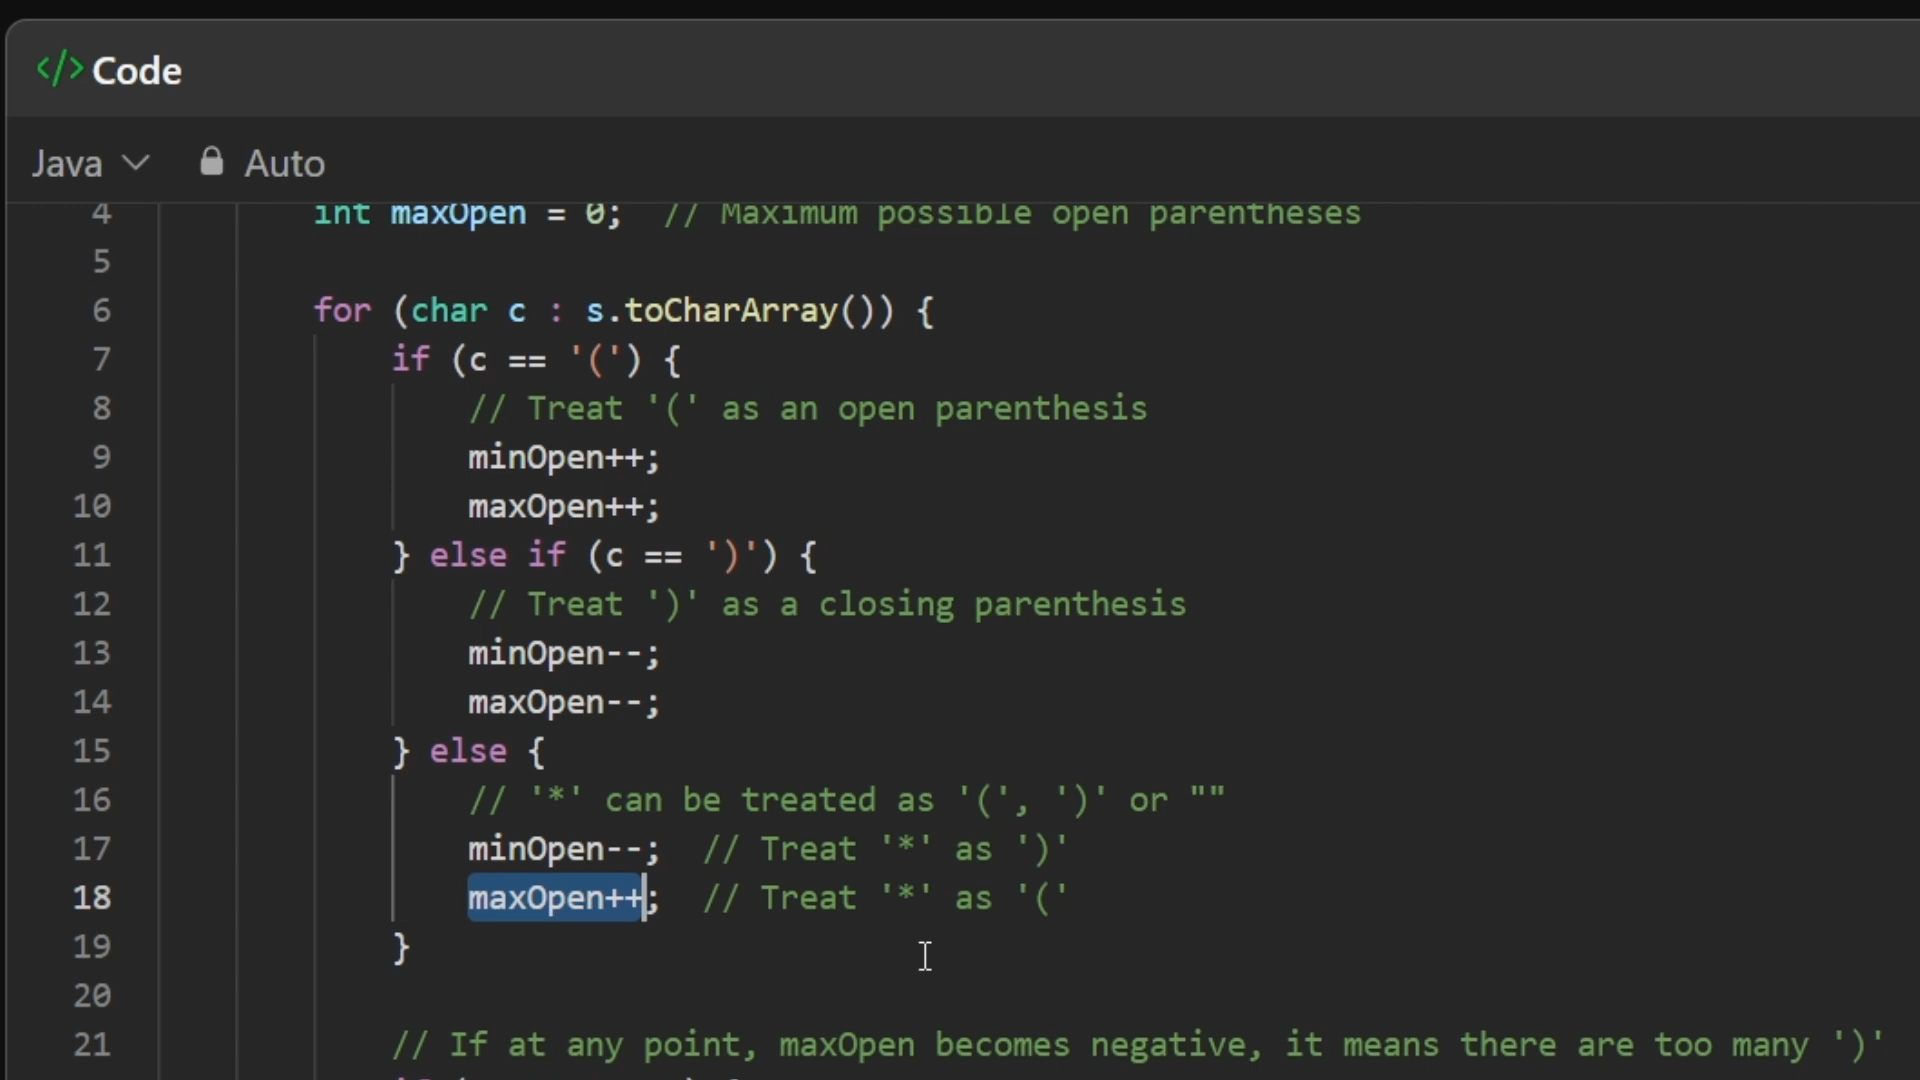 </> Code
Java Auto
4 int maxOpen = 0; // Maximum possible open parentheses
5
6 for (char c : s.toCharArray()) {
7 if (c == '(') {
8 // Treat '(' as an open parenthesis
9 minOpen++;
10 maxOpen++;
11 } else if (c == ')') {
12 // Treat ')' as a closing parenthesis
13 minOpen--;
14 maxOpen--;
15 } else {
16 // '*' can be treated as '(', ')' or ""
17 minOpen--; // Treat '*' as ')'
18 maxOpen++; // Treat '*' as '('
19 }
20
21 // If at any point, maxOpen becomes negative, it means there are too many ')'